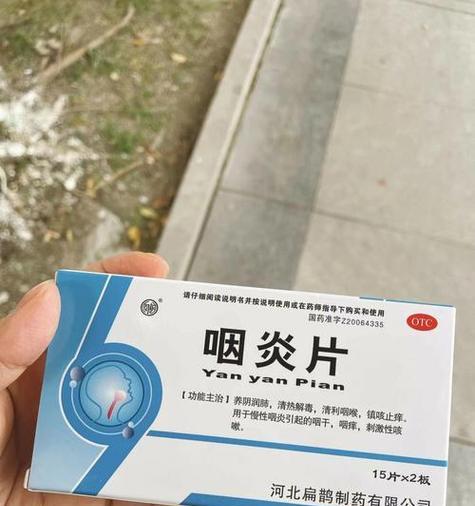 请仔细阅读说明书并按说明使用或在药师指导下购买和使用
国药准字Z20064335
OTC
咽炎片
Yan yan Pian
【功能主治】养阴润肺，清热解毒，清利咽喉，镇咳止痒。
用于慢性咽炎引起的咽干，咽痒，刺激性咳
嗽。
15片×2板
河北扁鹊制药有限公司